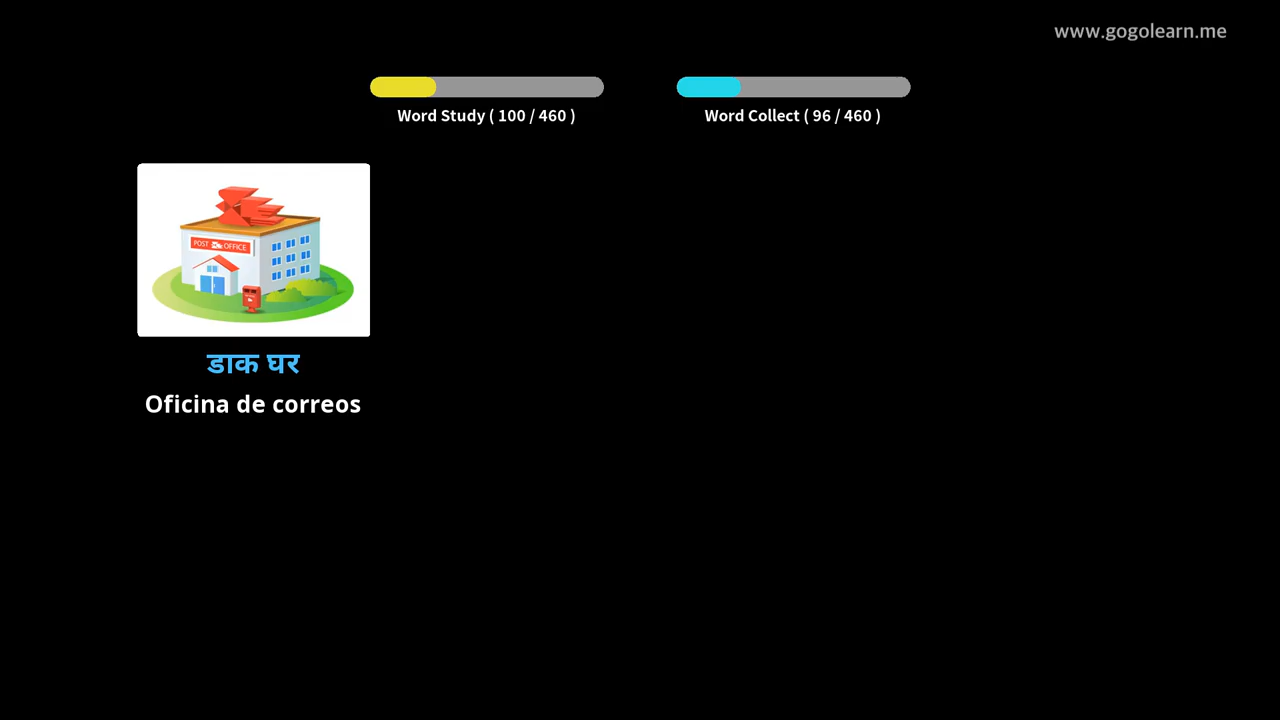 www.gogolearn.me
Word Study ( 100 / 460 )
Word Collect ( 96 / 460 )
POST OFFICE
डाक घर
Oficina de correos